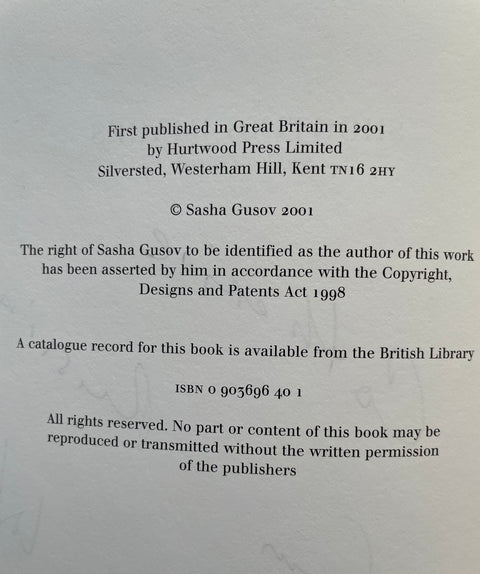 First published in Great Britain in 2001
by Hurtwood Press Limited
Silversted, Westerham Hill, Kent TN16 2HY
© Sasha Gusov 2001
The right of Sasha Gusov to be identified as the author of this work
has been asserted by him in accordance with the Copyright,
Designs and Patents Act 1998
A catalogue record for this book is available from the British Library
ISBN 0 903696 40 1
All rights reserved. No part or content of this book may be
reproduced or transmitted without the written permission
of the publishers